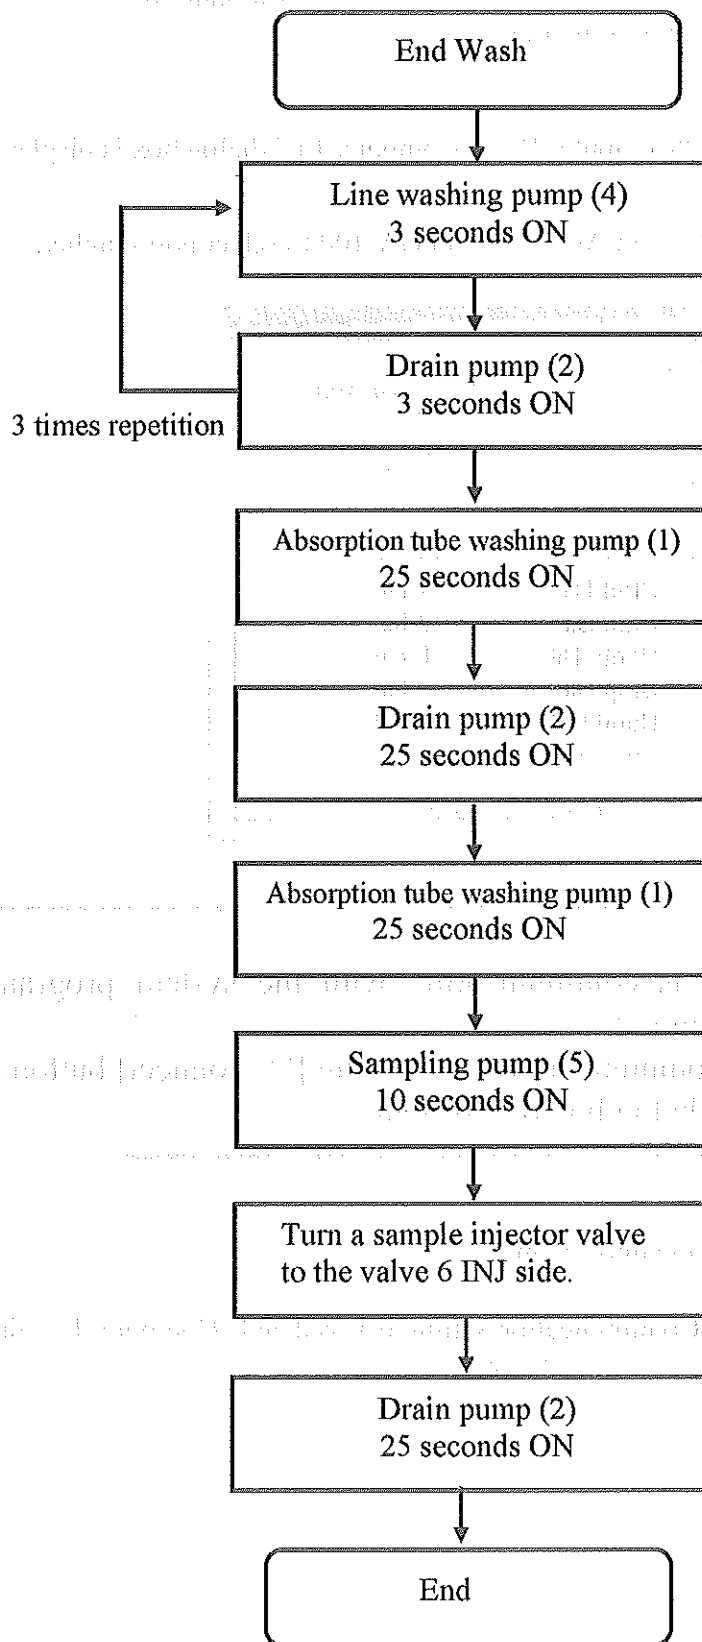 End Wash
Line washing pump (4)
3 seconds ON
Drain pump (2)
3 seconds ON
3 times repetition
Absorption tube washing pump (1)
25 seconds ON
Drain pump (2)
25 seconds ON
Absorption tube washing pump (1)
25 seconds ON
Sampling pump (5)
10 seconds ON
Turn a sample injector valve
to the valve 6 INJ side.
Drain pump (2)
25 seconds ON
End